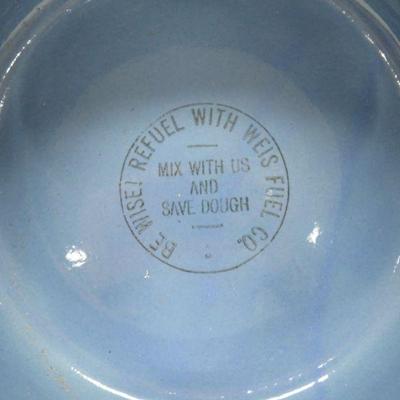 BE WISE! REFUEL WITH WEIS FUEL CO.
MIX WITH US
AND
SAVE DOUGH